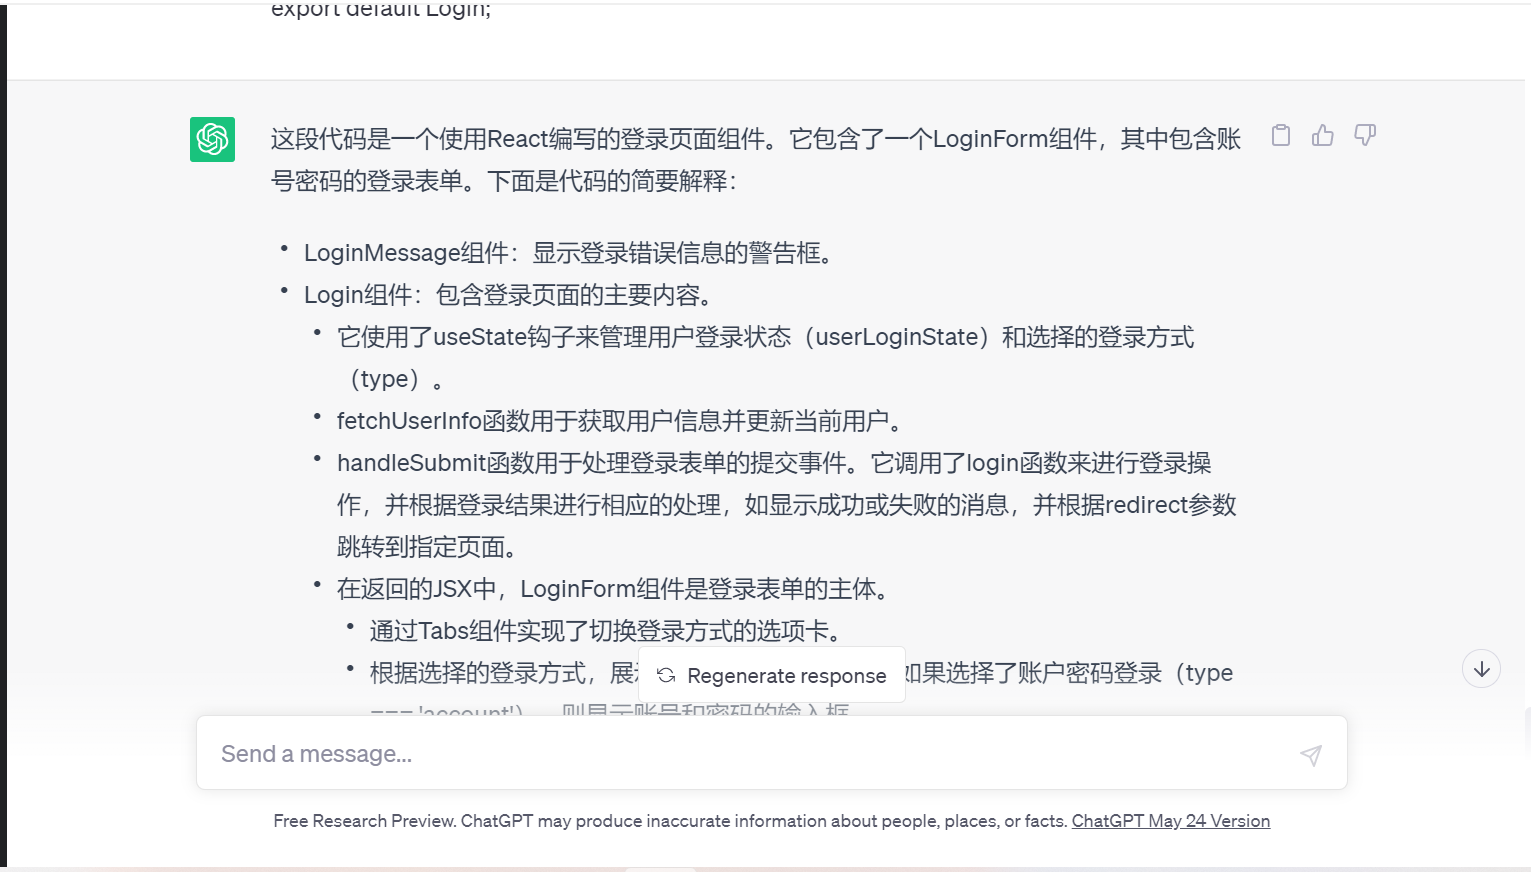 export default Login;
这段代码是一个使用React编写的登录页面组件。它包含了一个LoginForm组件，其中包含账
号密码的登录表单。下面是代码的简要解释：
• LoginMessage组件：显示登录错误信息的警告框。
• Login组件：包含登录页面的主要内容。
• 它使用了useState钩子来管理用户登录状态（userLoginState）和选择的登录方式
（type）。
• fetchUserInfo函数用于获取用户信息并更新当前用户。
• handleSubmit函数用于处理登录表单的提交事件。它调用了login函数来进行登录操
作，并根据登录结果进行相应的处理，如显示成功或失败的消息，并根据redirect参数
跳转到指定页面。
• 在返回的JSX中，LoginForm组件是登录表单的主体。
• 通过Tabs组件实现了切换登录方式的选项卡。
• 根据选择的登录方式，展 如果选择了账户密码登录（type
=== 'account'），则显示账号和密码的输入框
Regenerate response
Send a message...
Free Research Preview. ChatGPT may produce inaccurate information about people, places, or facts. ChatGPT May 24 Version